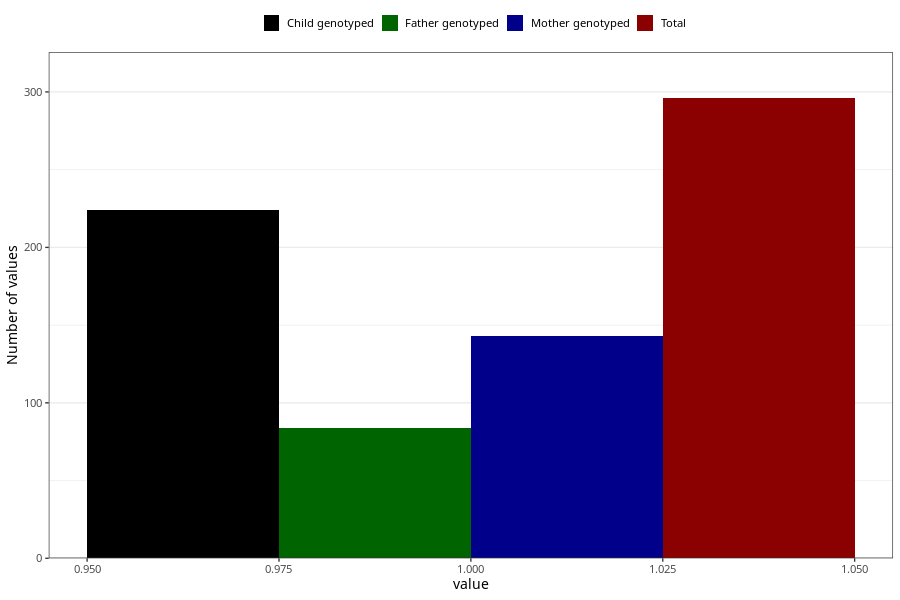 Child genotyped Father genotyped Mother genotyped Total
300
200
100
0
Number of values
0.950 0.975 1.000 1.025 1.050
value